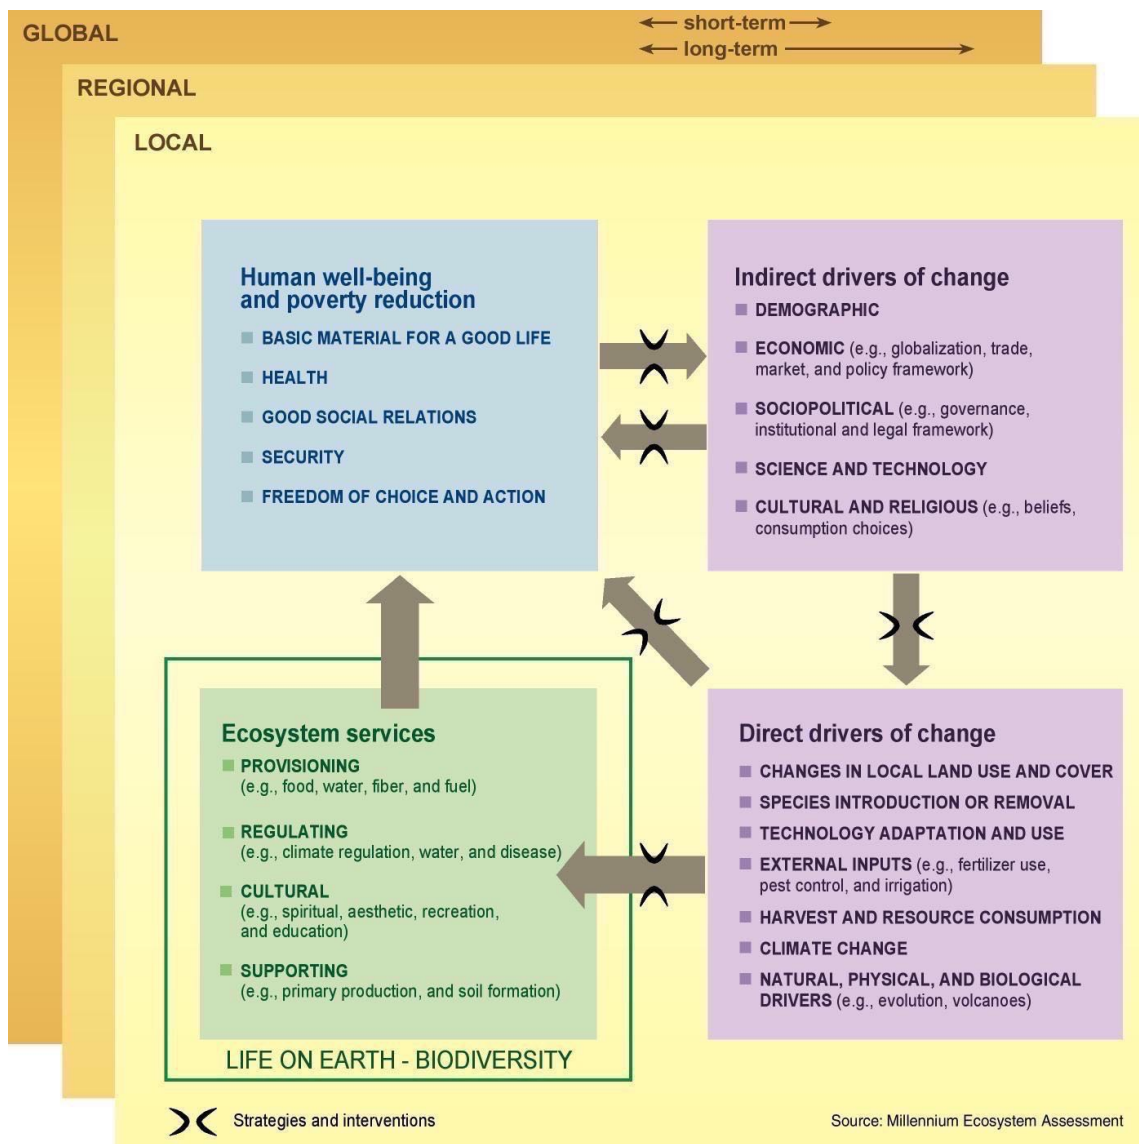 GLOBAL
short-term
long-term
REGIONAL
LOCAL
Human well-being
and poverty reduction
BASIC MATERIAL FOR A GOOD LIFE
HEALTH
GOOD SOCIAL RELATIONS
SECURITY
FREEDOM OF CHOICE AND ACTION
Indirect drivers of change
DEMOGRAPHIC
ECONOMIC (e.g., globalization, trade,
market, and policy framework)
SOCIOPOLITICAL (e.g., governance,
institutional and legal framework)
SCIENCE AND TECHNOLOGY
CULTURAL AND RELIGIOUS (e.g., beliefs,
consumption choices)
Ecosystem services
PROVISIONING
(e.g., food, water, fiber, and fuel)
REGULATING
(e.g., climate regulation, water, and disease)
CULTURAL
(e.g., spiritual, aesthetic, recreation,
and education)
SUPPORTING
(e.g., primary production, and soil formation)
LIFE ON EARTH - BIODIVERSITY
Direct drivers of change
CHANGES IN LOCAL LAND USE AND COVER
SPECIES INTRODUCTION OR REMOVAL
TECHNOLOGY ADAPTATION AND USE
EXTERNAL INPUTS (e.g., fertilizer use,
pest control, and irrigation)
HARVEST AND RESOURCE CONSUMPTION
CLIMATE CHANGE
NATURAL, PHYSICAL, AND BIOLOGICAL
DRIVERS (e.g., evolution, volcanoes)
Strategies and interventions
Source: Millennium Ecosystem Assessment